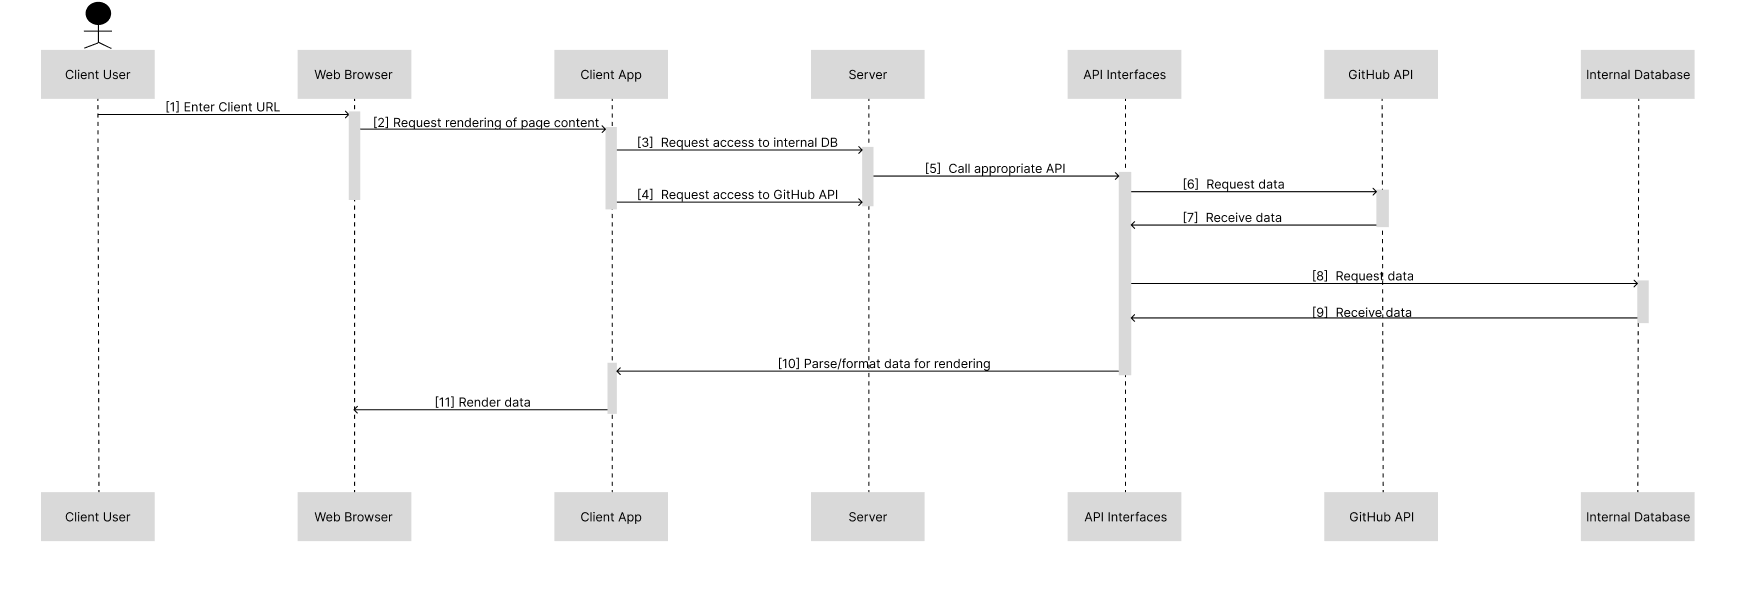 Client User
Web Browser
Client App
Server
API Interfaces
GitHub API
Internal Database
[1] Enter Client URL
[2] Request rendering of page content
[3] Request access to internal DB
[5] Call appropriate API
[6] Request data
[4] Request access to GitHub API
[7] Receive data
[8] Request data
[9] Receive data
[10] Parse/format data for rendering
[11] Render data
Client User
Web Browser
Client App
Server
API Interfaces
GitHub API
Internal Database